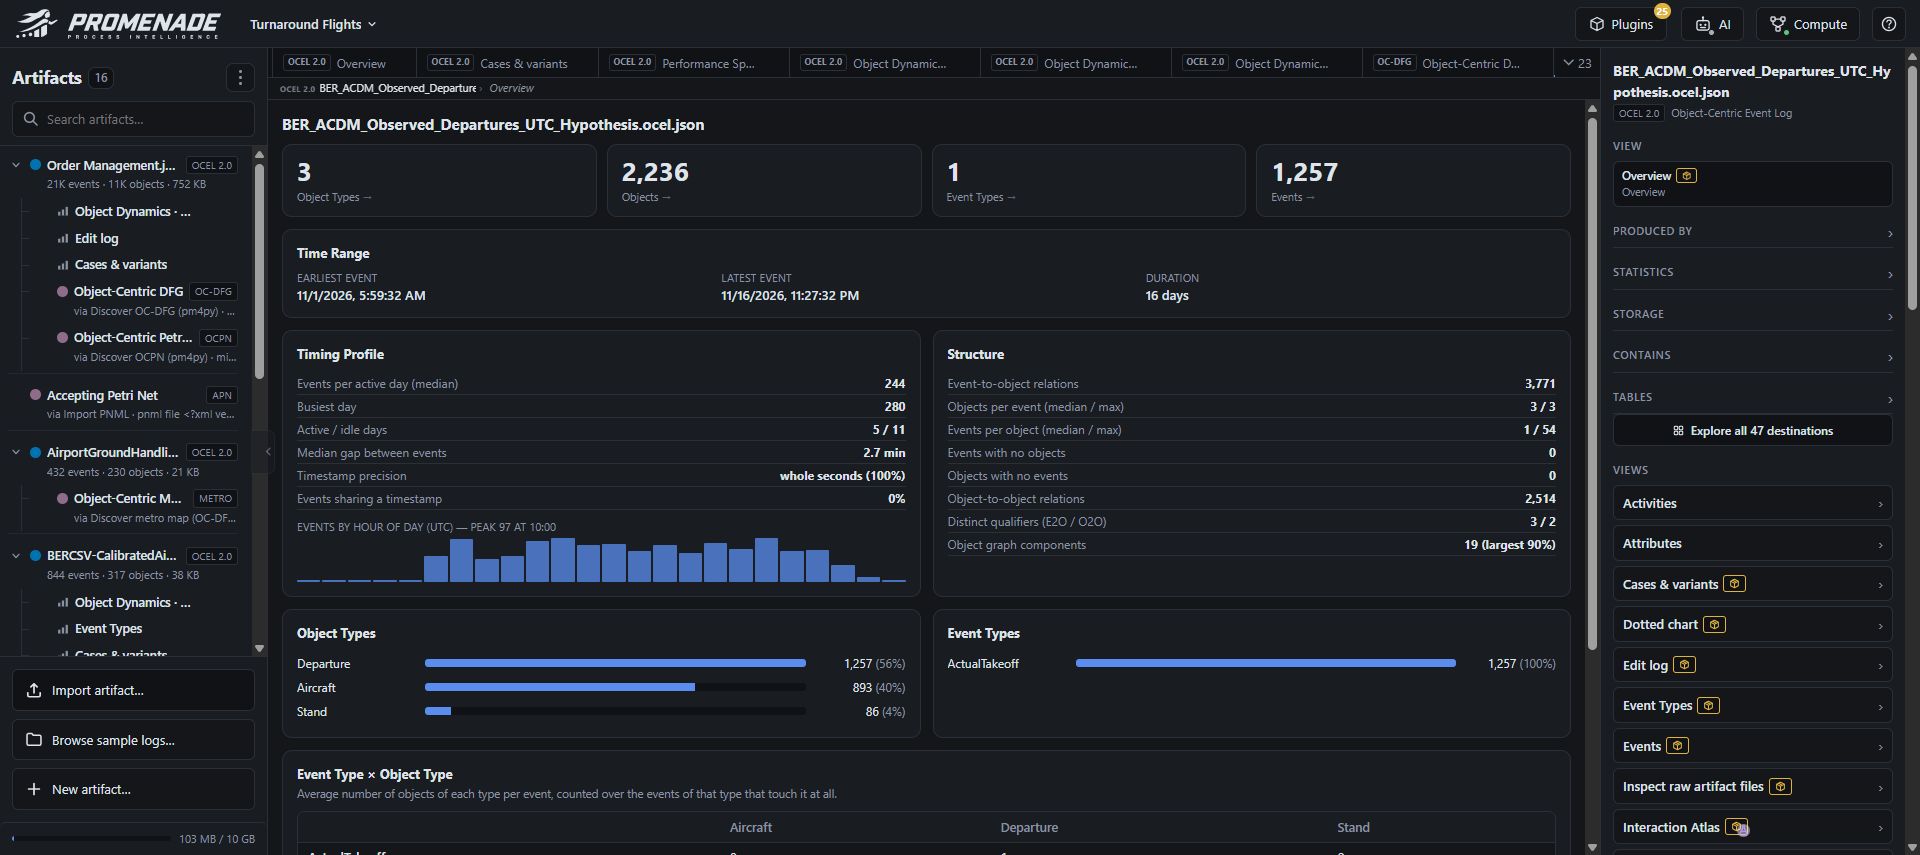 PROMENADE
PROCESS INTELLIGENCE
Turnaround Flights
Plugins
25
AI
Compute
Artifacts 16
Search artifacts...
Order Management.j... OCEL 2.0
21K events · 11K objects · 752 KB
Object Dynamics · ...
Edit log
Cases & variants
Object-Centric DFG OC-DFG
via Discover OC-DFG (pm4py) · ...
Object-Centric Petr... OCPN
via Discover OCPN (pm4py) · mi...
Accepting Petri Net APN
via Import PNML · pnml file <?xml ve...
AirportGroundHandli... OCEL 2.0
432 events · 230 objects · 21 KB
Object-Centric M... METRO
via Discover metro map (OC-DF...
BERCSV-CalibratedAi... OCEL 2.0
844 events · 317 objects · 38 KB
Object Dynamics · ...
Event Types
Cases & variants
Import artifact...
Browse sample logs...
New artifact...
103 MB / 10 GB
OCEL 2.0 Overview
OCEL 2.0 Cases & variants
OCEL 2.0 Performance Sp...
OCEL 2.0 Object Dynamic...
OCEL 2.0 Object Dynamic...
OCEL 2.0 Object Dynamic...
OC-DFG Object-Centric D...
23
OCEL 2.0 BER_ACDM_Observed_Departure › Overview
BER_ACDM_Observed_Departures_UTC_Hypothesis.ocel.json
3
Object Types →
2,236
Objects →
1
Event Types →
1,257
Events →
Time Range
EARLIEST EVENT
11/1/2026, 5:59:32 AM
LATEST EVENT
11/16/2026, 11:27:32 PM
DURATION
16 days
Timing Profile
Events per active day (median) 244
Busiest day 280
Active / idle days 5 / 11
Median gap between events 2.7 min
Timestamp precision whole seconds (100%)
Events sharing a timestamp 0%
EVENTS BY HOUR OF DAY (UTC) — PEAK 97 AT 10:00
Structure
Event-to-object relations 3,771
Objects per event (median / max) 3 / 3
Events per object (median / max) 1 / 54
Events with no objects 0
Objects with no events 0
Object-to-object relations 2,514
Distinct qualifiers (E2O / O2O) 3 / 2
Object graph components 19 (largest 90%)
Object Types
Departure 1,257 (56%)
Aircraft 893 (40%)
Stand 86 (4%)
Event Types
ActualTakeoff 1,257 (100%)
Event Type × Object Type
Average number of objects of each type per event, counted over the events of that type that touch it at all.
Aircraft Departure Stand
BER_ACDM_Observed_Departures_UTC_Hy
pothesis.ocel.json
OCEL 2.0 Object-Centric Event Log
VIEW
Overview
Overview
PRODUCED BY
STATISTICS
STORAGE
CONTAINS
TABLES
Explore all 47 destinations
VIEWS
Activities
Attributes
Cases & variants
Dotted chart
Edit log
Event Types
Events
Inspect raw artifact files
Interaction Atlas